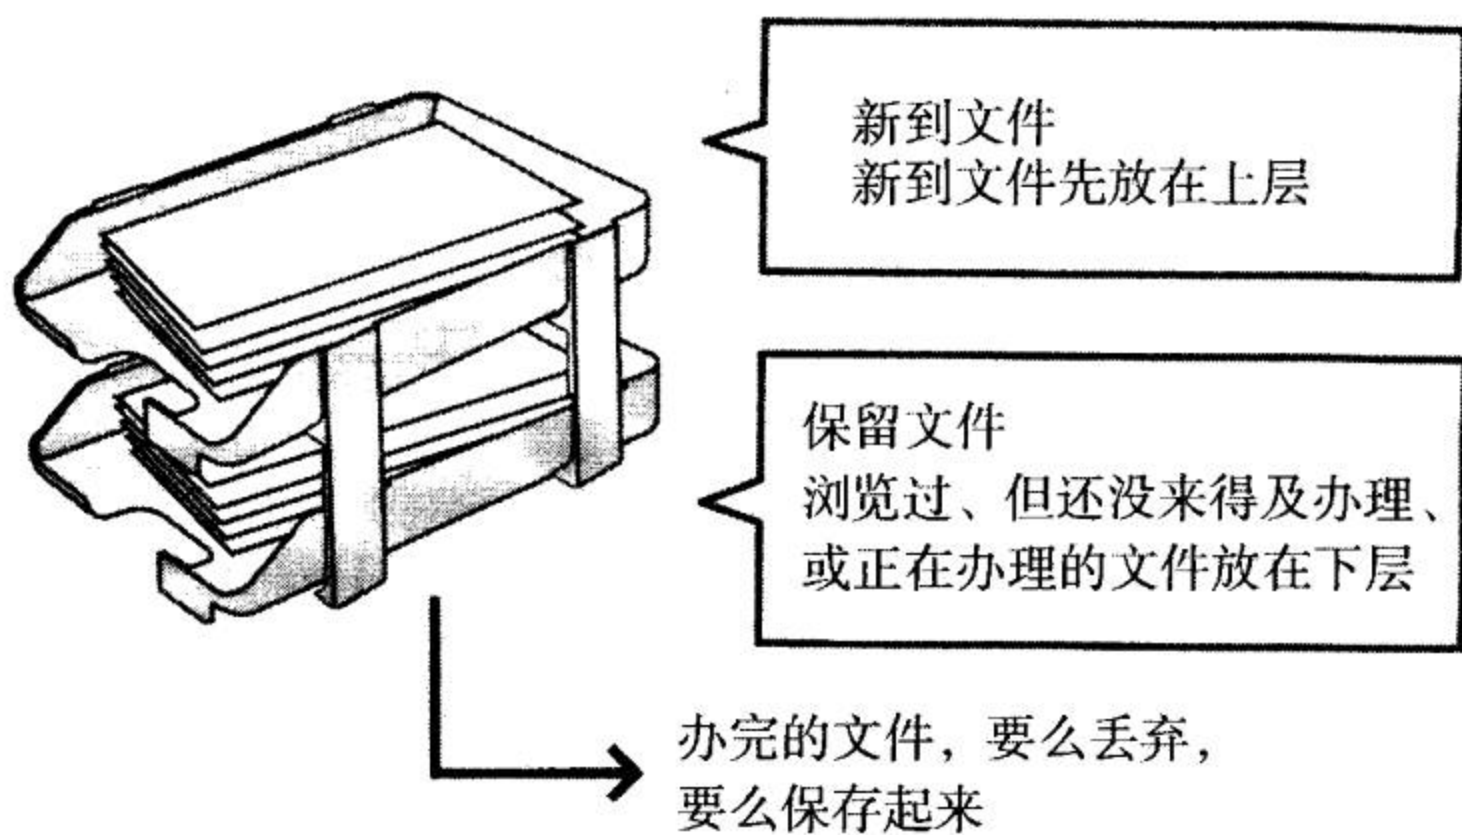 新到文件
新到文件先放在上层
保留文件
浏览过、但还没来得及办理、
或正在办理的文件放在下层
办完的文件，要么丢弃，
要么保存起来